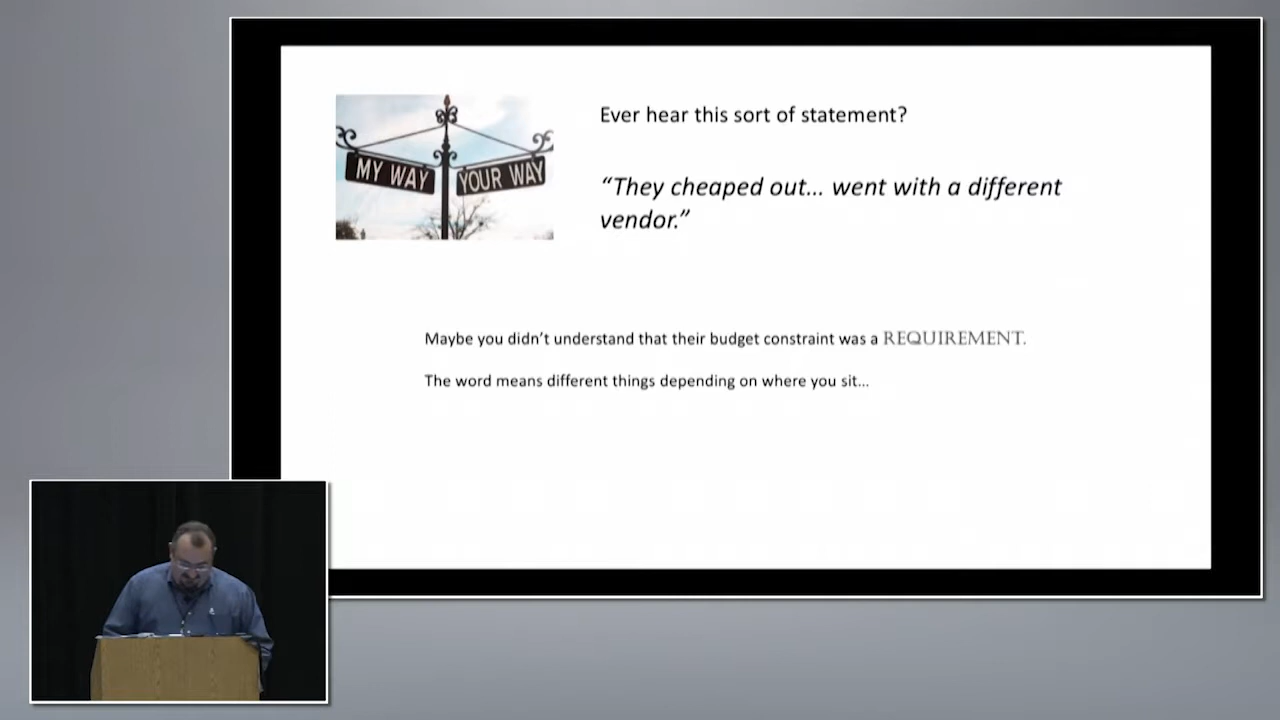 MY WAY YOUR WAY
Ever hear this sort of statement?
“They cheaped out... went with a different
vendor.”
Maybe you didn’t understand that their budget constraint was a REQUIREMENT.
The word means different things depending on where you sit...